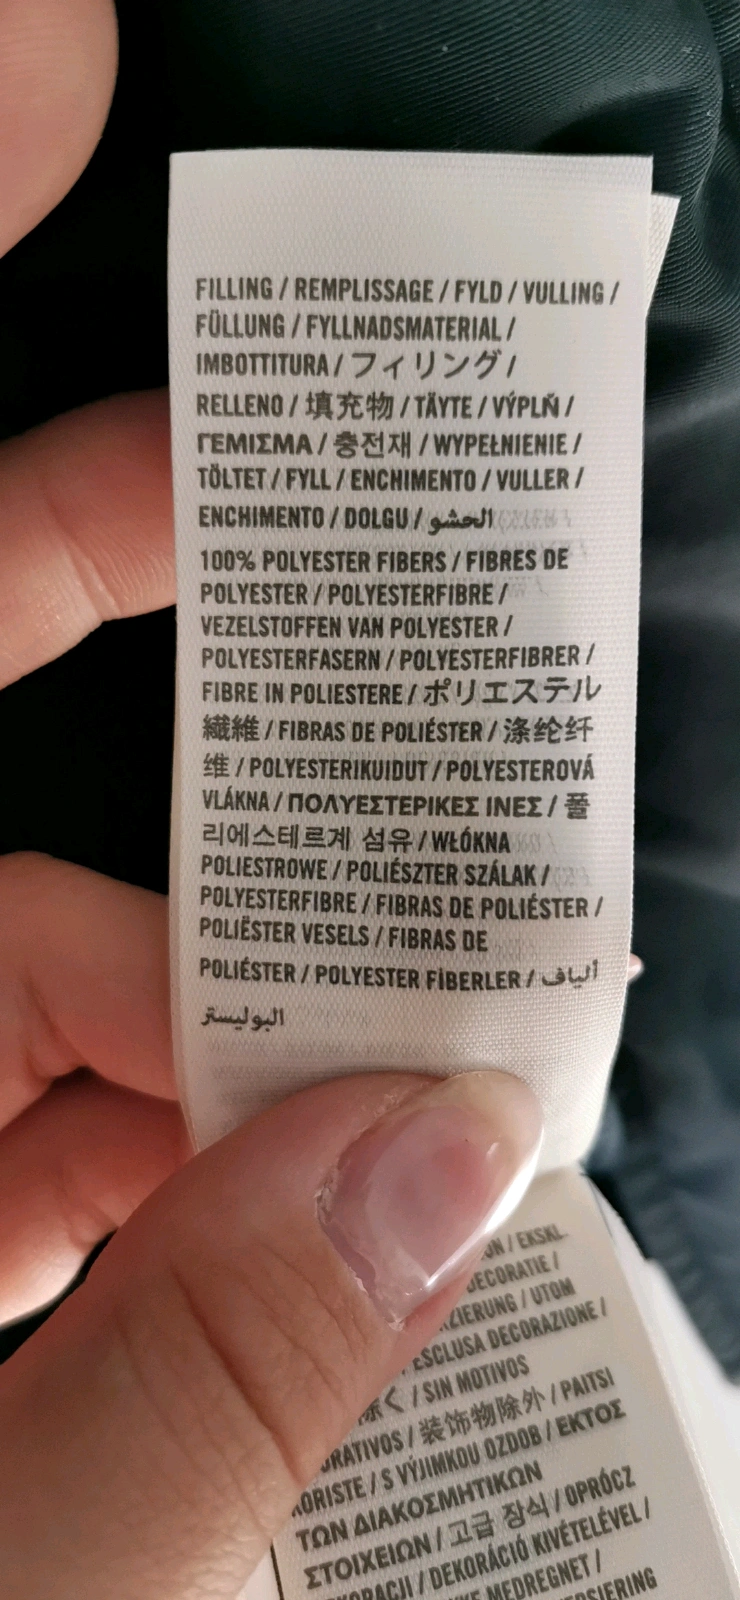 FILLING / REMPLISSAGE / FYLD / VULLING /
FÜLLUNG / FYLLNADSMATERIAL /
IMBOTTITURA / フィリング /
RELLENO / 填充物 / TÄYTE / VÝPLŇ /
ΓΕΜΙΣΜΑ / 충전재 / WYPEŁNIENIE /
TÖLTET / FYLL / ENCHIMENTO / VULLER /
ENCHIMENTO / DOLGU / الحشو
100% POLYESTER FIBERS / FIBRES DE
POLYESTER / POLYESTERFIBRE /
VEZELSTOFFEN VAN POLYESTER /
POLYESTERFASERN / POLYESTERFIBRER /
FIBRE IN POLIESTERE / ポリエステル
繊維 / FIBRAS DE POLIÉSTER / 涤纶纤
维 / POLYESTERIKUIDUT / POLYESTEROVÁ
VLÁKNA / ΠΟΛΥΕΣΤΕΡΙΚΕΣ ΙΝΕΣ / 폴
리에스테르계 섬유 / WŁÓKNA
POLIESTROWE / POLIÉSZTER SZÁLAK /
POLYESTERFIBRE / FIBRAS DE POLIÉSTER /
POLIËSTER VESELS / FIBRAS DE
POLIÉSTER / POLYESTER FİBERLER / ألياف
البوليستر
/ EKSKL.
DECORATIE /
/ UTOM
ESCLUSA DECORAZIONE /
除く / SIN MOTIVOS
/ 装饰物除外 / PAITSI
/ S VÝJIMKOU OZDOB / ΕΚΤΟΣ
ΤΩΝ ΔΙΑΚΟΣΜΗΤΙΚΩΝ
ΣΤΟΙΧΕΙΩΝ / 고급 장식 / OPRÓCZ
/ DEKORÁCIÓ KIVÉTELÉVEL /
MEDREGNET /